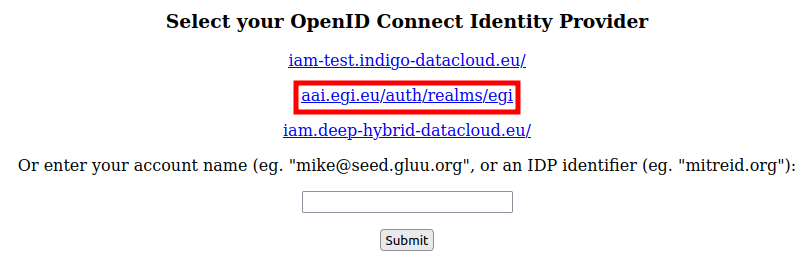 Select your OpenID Connect Identity Provider
iam-test.indigo-datacloud.eu/
aai.egi.eu/auth/realms/egi
iam.deep-hybrid-datacloud.eu/
Or enter your account name (eg. "mike@seed.gluu.org", or an IDP identifier (eg. "mitreid.org"):
Submit